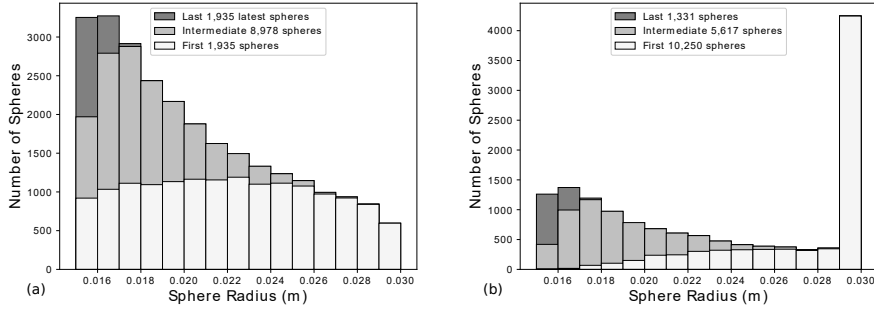 Last 1,935 latest spheres
Intermediate 8,978 spheres
First 1,935 spheres
Number of Spheres
3000
2500
2000
1500
1000
500
0
0.016 0.018 0.020 0.022 0.024 0.026 0.028 0.030
Sphere Radius (m)
(a)
Last 1,331 spheres
Intermediate 5,617 spheres
First 10,250 spheres
Number of Spheres
4000
3500
3000
2500
2000
1500
1000
500
0
0.016 0.018 0.020 0.022 0.024 0.026 0.028 0.030
Sphere Radius (m)
(b)